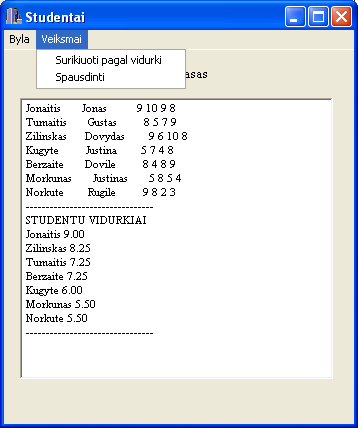 Studentai
Byla Veiksmai
Surikiuoti pagal vidurki
Spausdinti
Jonaitis Jonas 9 10 9 8
Tumaitis Gustas 8 5 7 9
Zilinskas Dovydas 9 6 10 8
Kugyte Justina 5 7 4 8
Berzaite Dovile 8 4 8 9
Morkunas Justinas 5 8 5 4
Norkute Rugile 9 8 2 3
--------------------------------
STUDENTU VIDURKIAI
Jonaitis 9.00
Zilinskas 8.25
Tumaitis 7.25
Berzaite 7.25
Kugyte 6.00
Morkunas 5.50
Norkute 5.50
--------------------------------